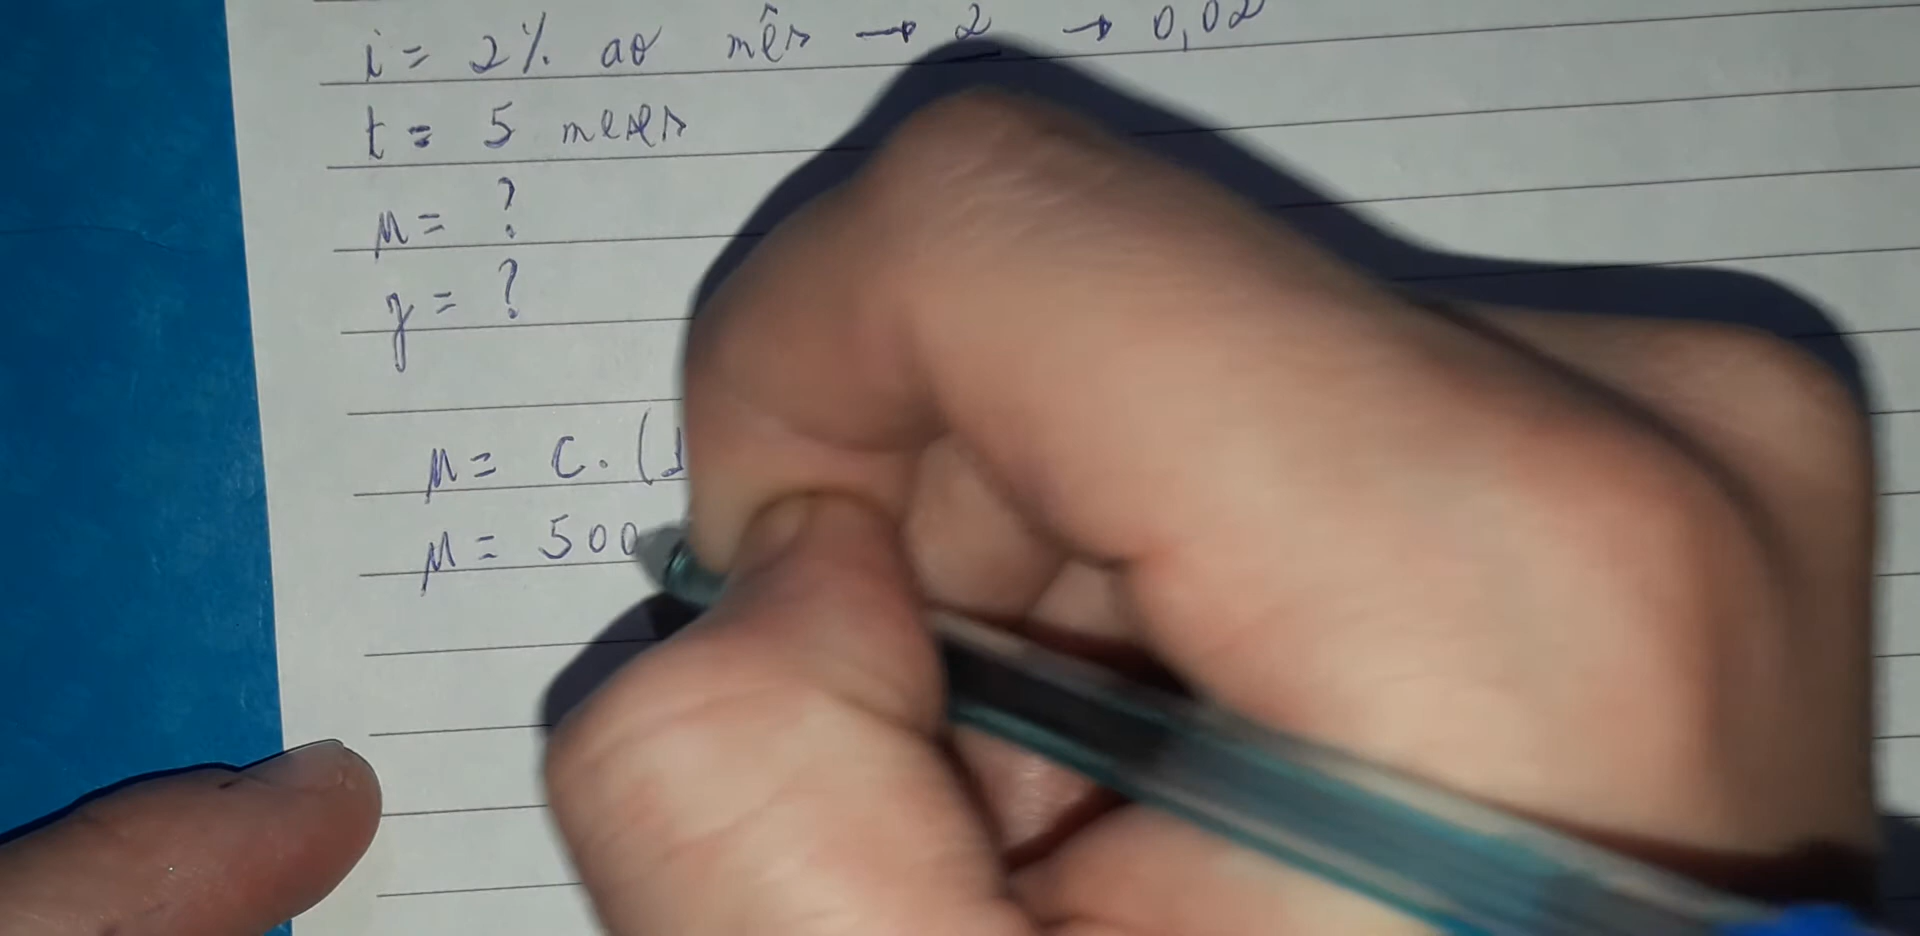 i = 2% ao mês → 2 → 0,02
t = 5 meses
M = ?
J = ?
M = C. (1
M = 500